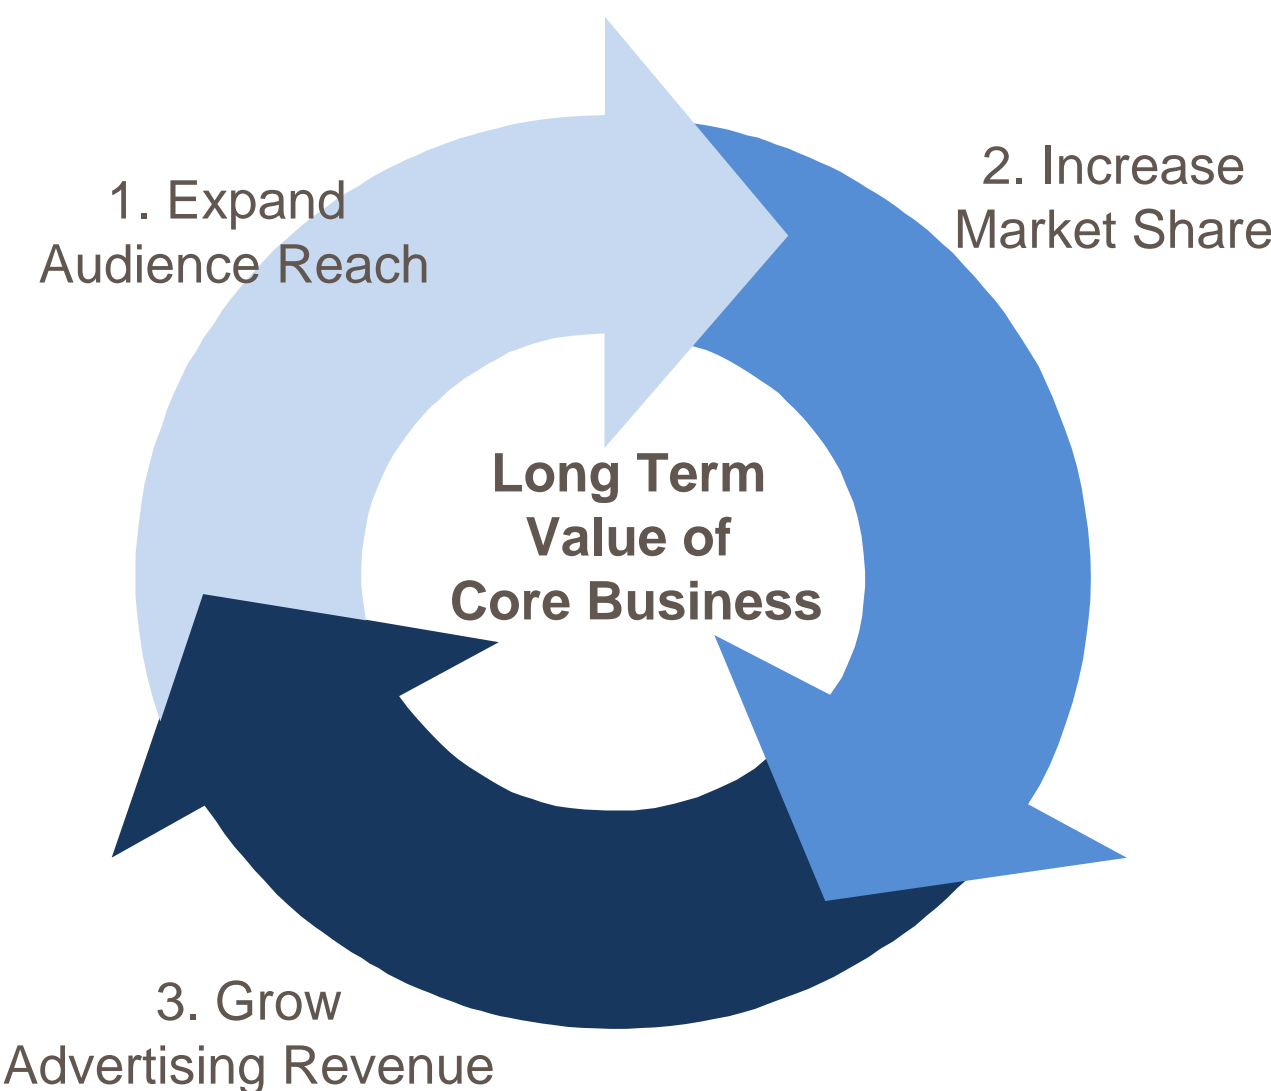 1. Expand
Audience Reach
2. Increase
Market Share
Long Term
Value of
Core Business
3. Grow
Advertising Revenue